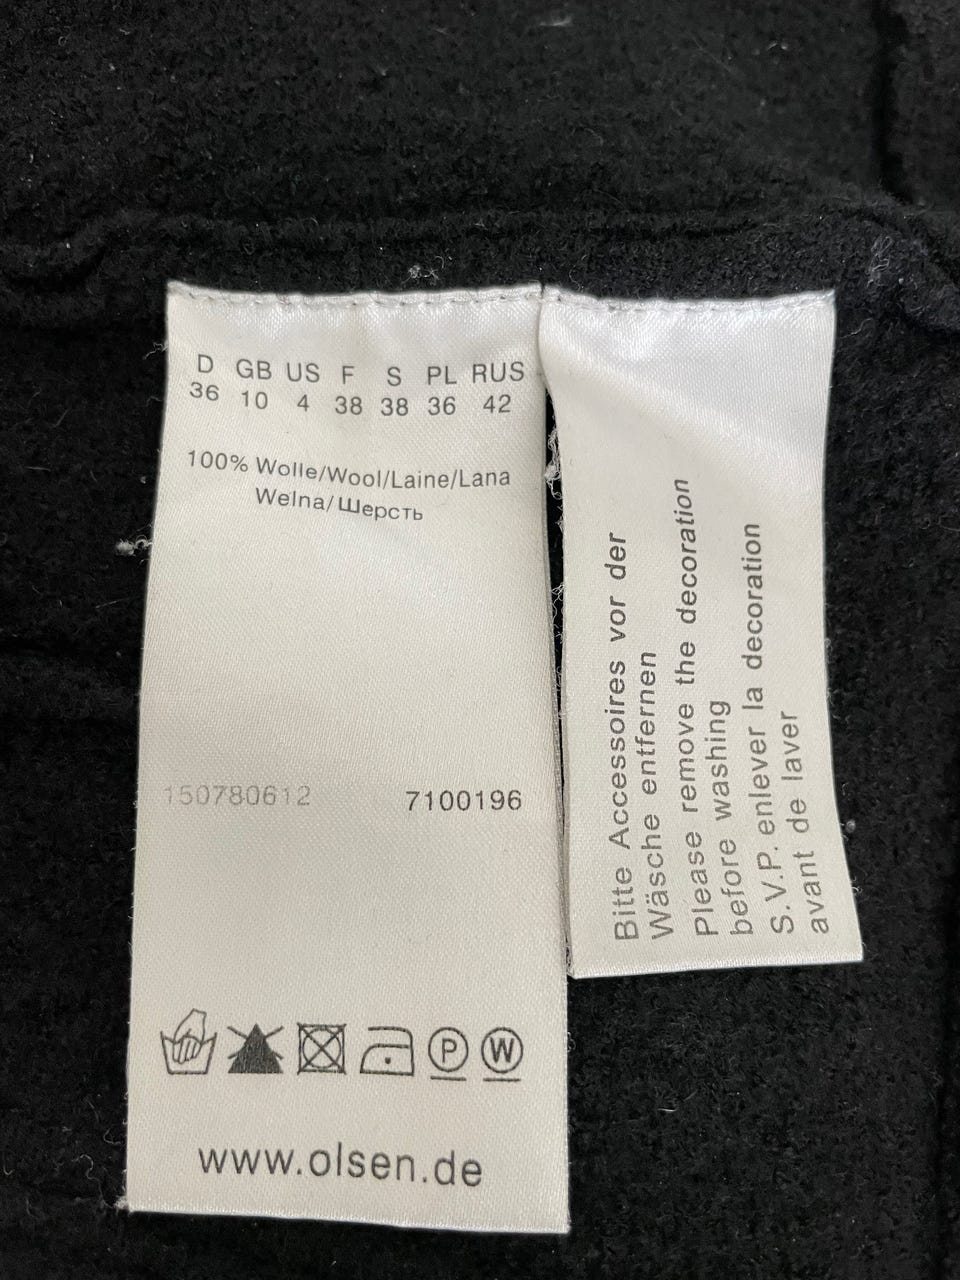 D GB US F S PL RUS
36 10 4 38 38 36 42
100% Wolle/Wool/Laine/Lana
Wełna/Шерсть
150780612 7100196
P W
www.olsen.de
Bitte Accessoires vor der
Wäsche entfernen
Please remove the decoration
before washing
S.V.P. enlever la decoration
avant de laver